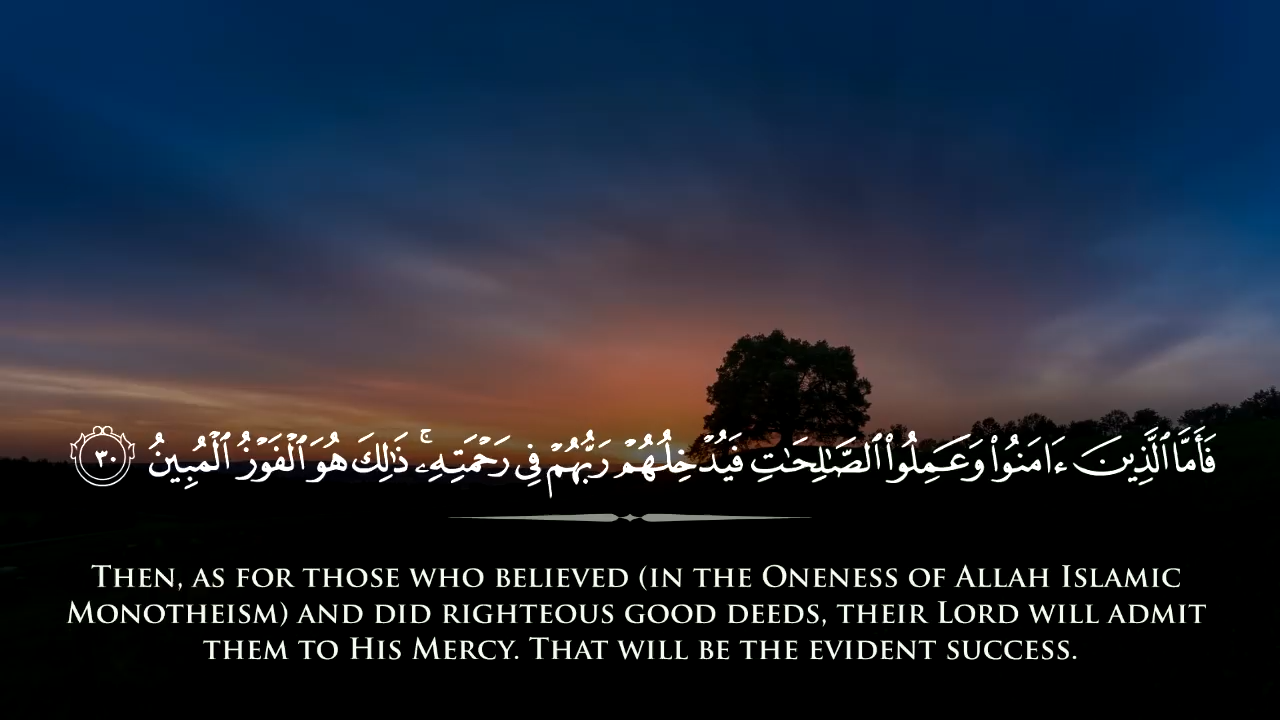 فَأَمَّا ٱلَّذِينَ ءَامَنُوا۟ وَعَمِلُوا۟ ٱلصَّـٰلِحَـٰتِ فَيُدْخِلُهُمْ رَبُّهُمْ فِى رَحْمَتِهِۦ ۚ ذَٰلِكَ هُوَ ٱلْفَوْزُ ٱلْمُبِينُ ٣٠
Then, as for those who believed (in the Oneness of Allah Islamic
Monotheism) and did righteous good deeds, their Lord will admit
them to His Mercy. That will be the evident success.